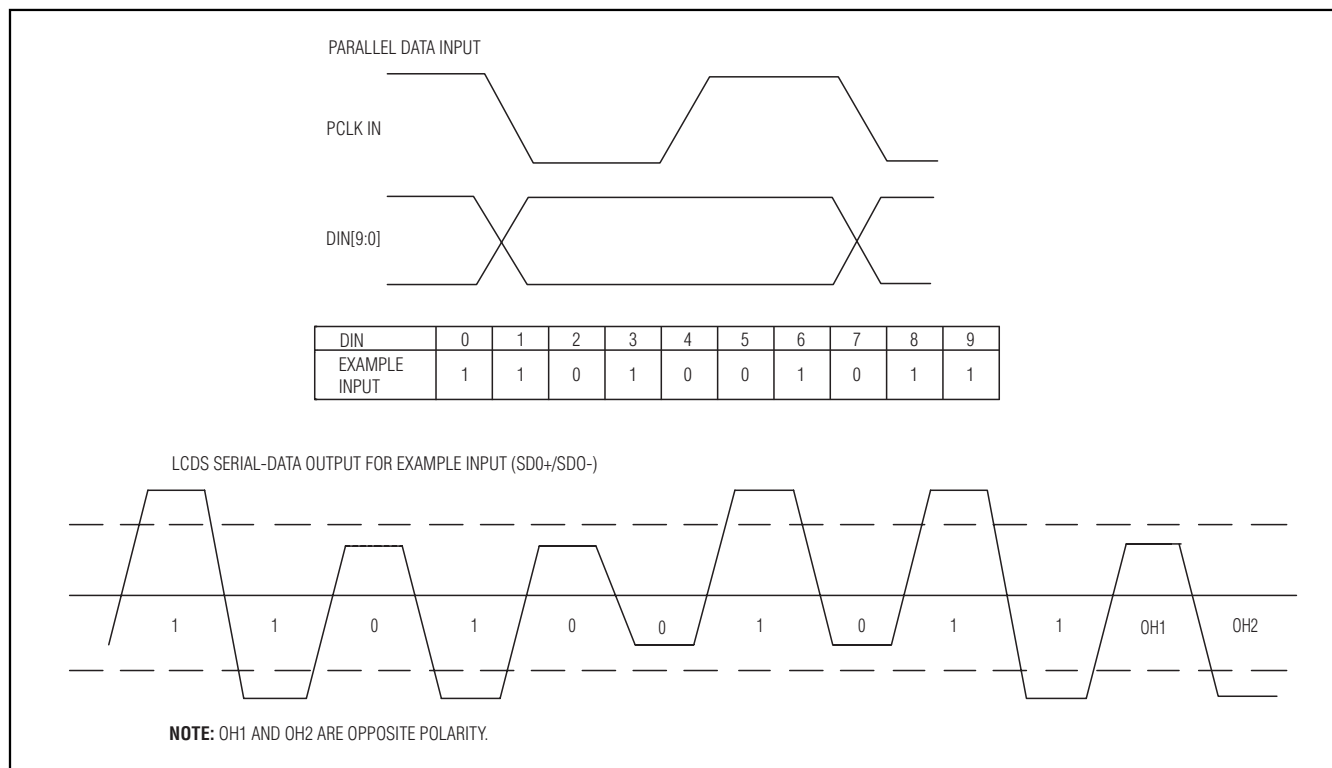 PARALLEL DATA INPUT
PCLK IN
DIN[9:0]
DIN 0 1 2 3 4 5 6 7 8 9
EXAMPLE INPUT 1 1 0 1 0 0 1 0 1 1
LCDS SERIAL-DATA OUTPUT FOR EXAMPLE INPUT (SD0+/SDO-)
1 1 0 1 0 0 1 0 1 1 OH1 OH2
NOTE: OH1 AND OH2 ARE OPPOSITE POLARITY.